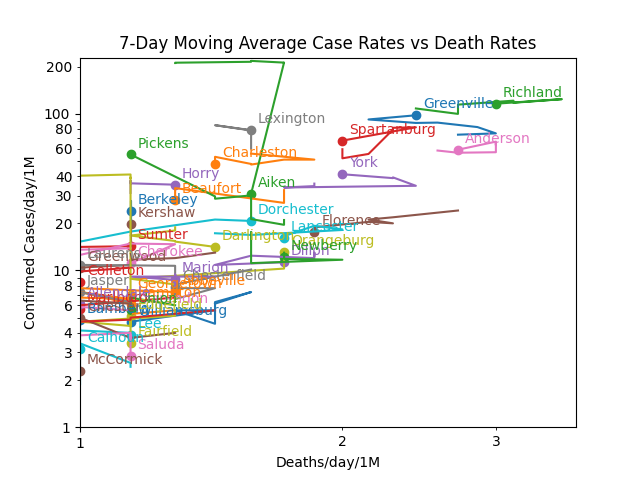 7-Day Moving Average Case Rates vs Death Rates
Confirmed Cases/day/1M
200
100
80
60
40
30
20
10
8
6
4
3
2
1
Richland
Greenville
Lexington
Spartanburg
Anderson
Pickens
Charleston
York
Horry
Aiken
Beaufort
Berkeley
Kershaw
Dorchester
Florence
Sumter
Lancaster
Darlington
Orangeburg
Newberry
Cherokee
Dillon
Greenwood
Marion
Chesterfield
Colleton
Jasper
Georgetown
Lee
Fairfield
Calhoun
Saluda
McCormick
1
2
3
Deaths/day/1M